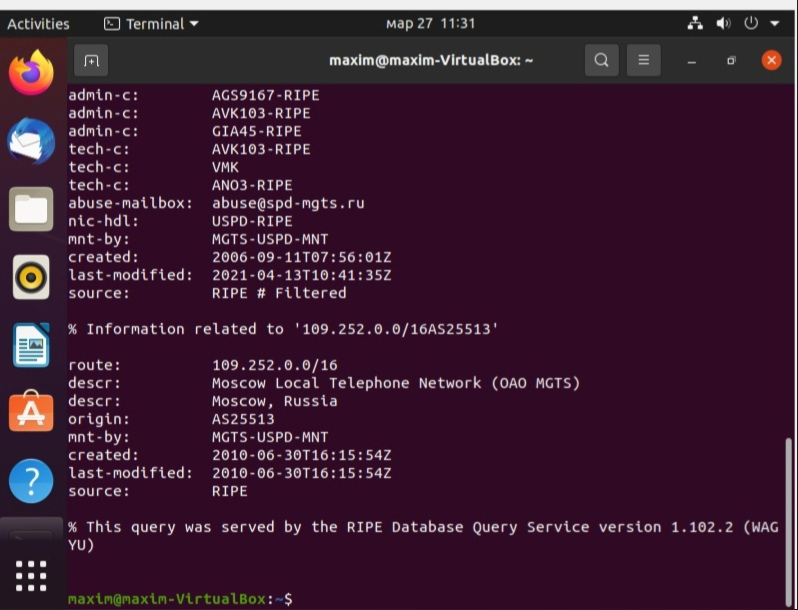 Activities Terminal мар 27 11:31
maxim@maxim-VirtualBox: ~
admin-c: AGS9167-RIPE
admin-c: AVK103-RIPE
admin-c: GIA45-RIPE
tech-c: AVK103-RIPE
tech-c: VMK
tech-c: ANO3-RIPE
abuse-mailbox: abuse@spd-mgts.ru
nic-hdl: USPD-RIPE
mnt-by: MGTS-USPD-MNT
created: 2006-09-11T07:56:01Z
last-modified: 2021-04-13T10:41:35Z
source: RIPE # Filtered
% Information related to '109.252.0.0/16AS25513'
route: 109.252.0.0/16
descr: Moscow Local Telephone Network (OAO MGTS)
descr: Moscow, Russia
origin: AS25513
mnt-by: MGTS-USPD-MNT
created: 2010-06-30T16:15:54Z
last-modified: 2010-06-30T16:15:54Z
source: RIPE
% This query was served by the RIPE Database Query Service version 1.102.2 (WAG
YU)
maxim@maxim-VirtualBox:~$